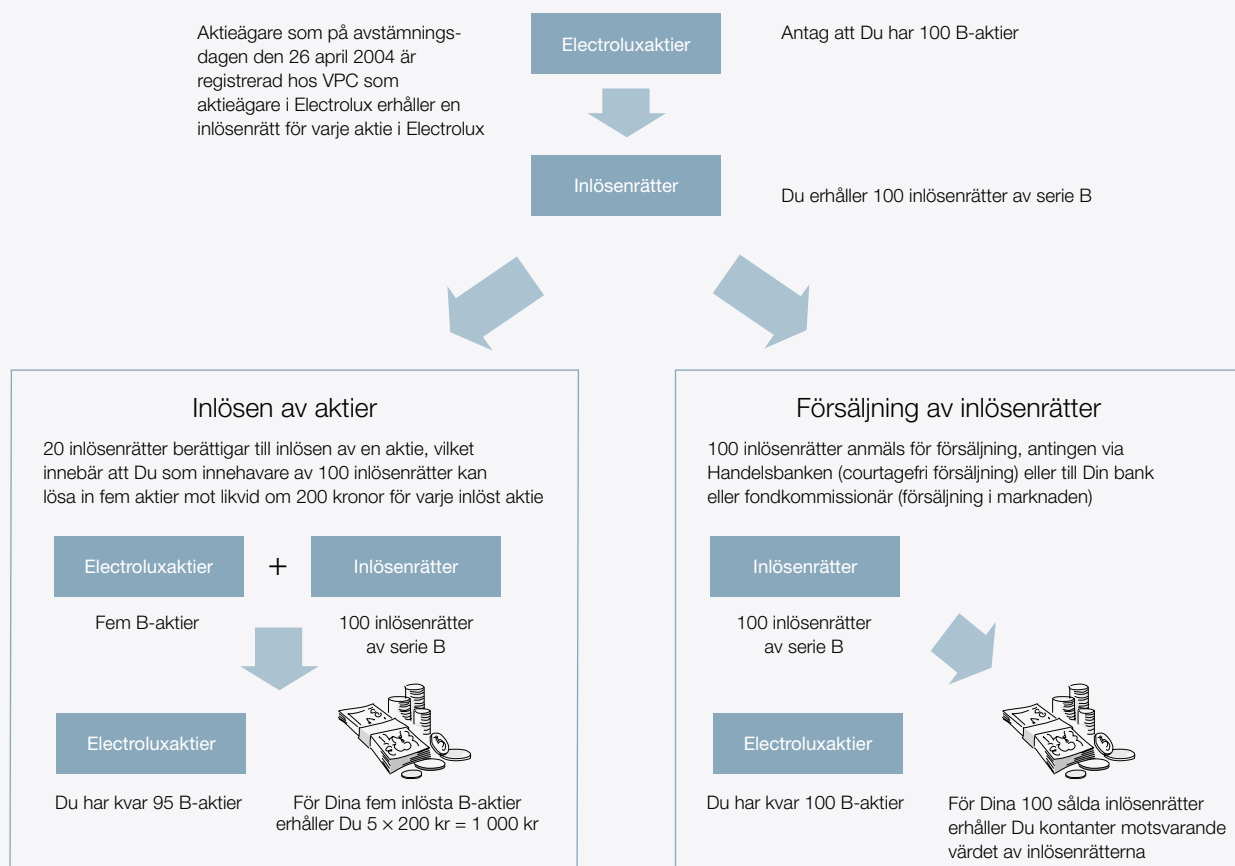 Aktieägare som på avstämnings-
dagen den 26 april 2004 är
registrerad hos VPC som
aktieägare i Electrolux erhåller en
inlösenrätt för varje aktie i Electrolux
Electroluxaktier
Antag att Du har 100 B-aktier
Inlösenrätter
Du erhåller 100 inlösenrätter av serie B
Inlösen av aktier
20 inlösenrätter berättigar till inlösen av en aktie, vilket
innebär att Du som innehavare av 100 inlösenrätter kan
lösa in fem aktier mot likvid om 200 kronor för varje inlöst aktie
Electroluxaktier
+
Inlösenrätter
Fem B-aktier
100 inlösenrätter
av serie B
Electroluxaktier
Du har kvar 95 B-aktier
För Dina fem inlösta B-aktier
erhåller Du 5 × 200 kr = 1 000 kr
Försäljning av inlösenrätter
100 inlösenrätter anmäls för försäljning, antingen via
Handelsbanken (courtagefri försäljning) eller till Din bank
eller fondkommissionär (försäljning i marknaden)
Inlösenrätter
100 inlösenrätter
av serie B
Electroluxaktier
Du har kvar 100 B-aktier
För Dina 100 sålda inlösenrätter
erhåller Du kontanter motsvarande
värdet av inlösenrätterna